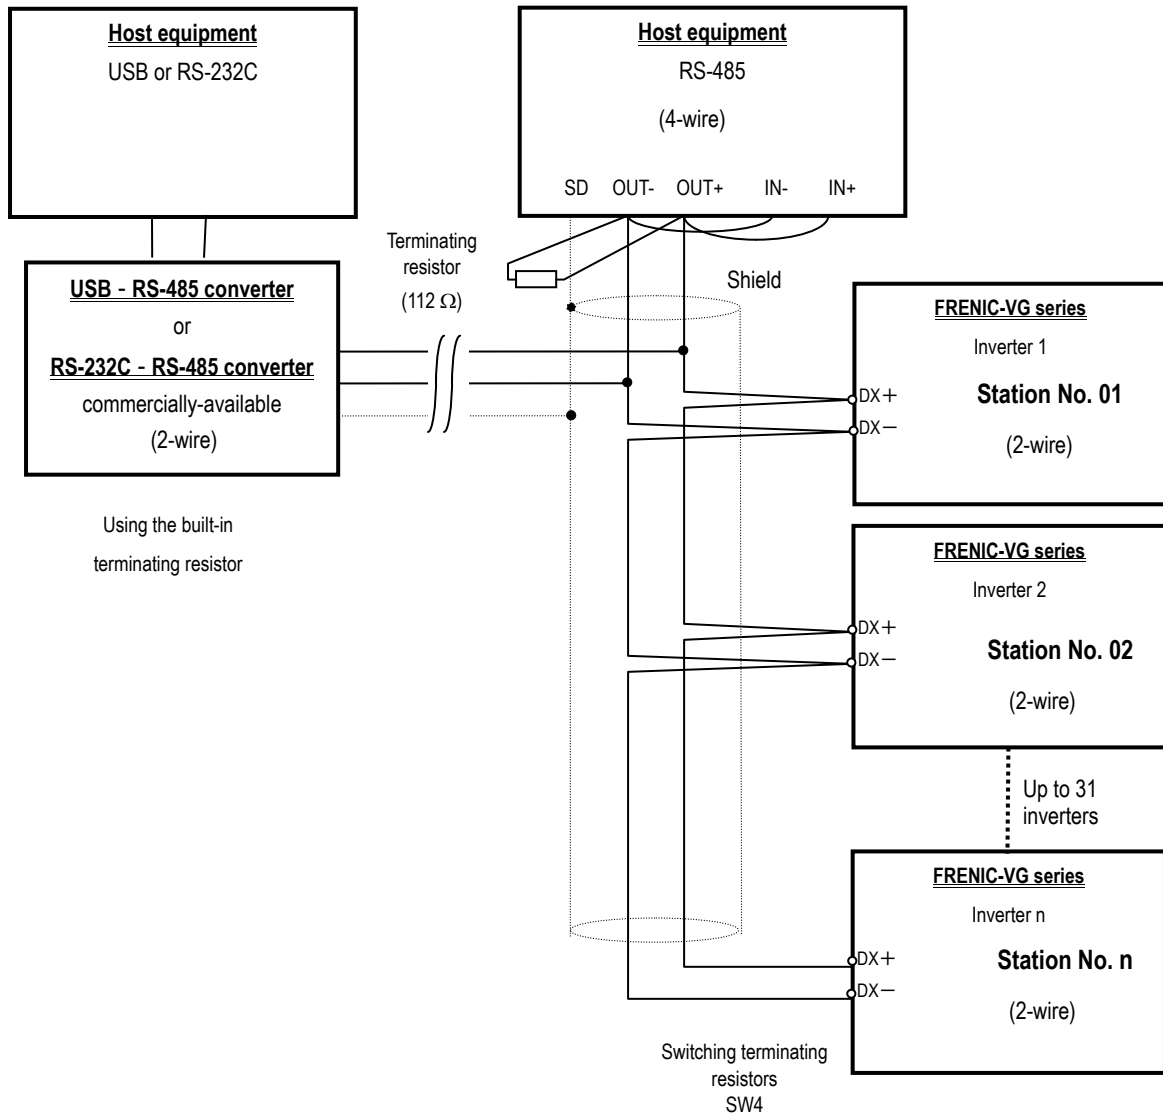 Host equipment
USB or RS-232C
USB - RS-485 converter
or
RS-232C - RS-485 converter
commercially-available
(2-wire)
Using the built-in
terminating resistor
Host equipment
RS-485
(4-wire)
SD OUT- OUT+ IN- IN+
Terminating
resistor
(112 Ω)
Shield
FRENIC-VG series
Inverter 1
Station No. 01
DX+
DX−
(2-wire)
FRENIC-VG series
Inverter 2
DX+
Station No. 02
DX−
(2-wire)
Up to 31
inverters
FRENIC-VG series
Inverter n
DX+
Station No. n
DX−
(2-wire)
Switching terminating
resistors
SW4